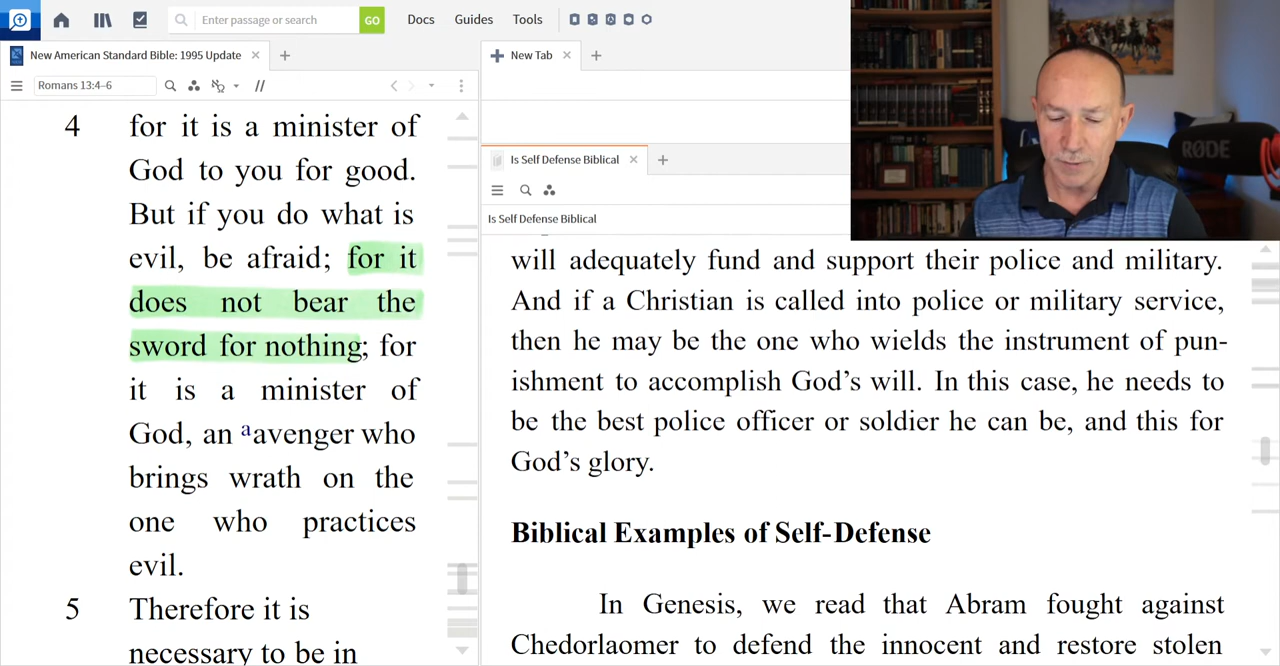 Enter passage or search
GO
Docs
Guides
Tools
New American Standard Bible: 1995 Update
New Tab
Romans 13:4-6
4 for it is a minister of
God to you for good.
But if you do what is
evil, be afraid; for it
does not bear the
sword for nothing; for
it is a minister of
God, an aavenger who
brings wrath on the
one who practices
evil.
5 Therefore it is
necessary to be in
Is Self Defense Biblical
Is Self Defense Biblical
will adequately fund and support their police and military.
And if a Christian is called into police or military service,
then he may be the one who wields the instrument of pun-
ishment to accomplish God’s will. In this case, he needs to
be the best police officer or soldier he can be, and this for
God’s glory.
Biblical Examples of Self-Defense
In Genesis, we read that Abram fought against
Chedorlaomer to defend the innocent and restore stolen
RØDE